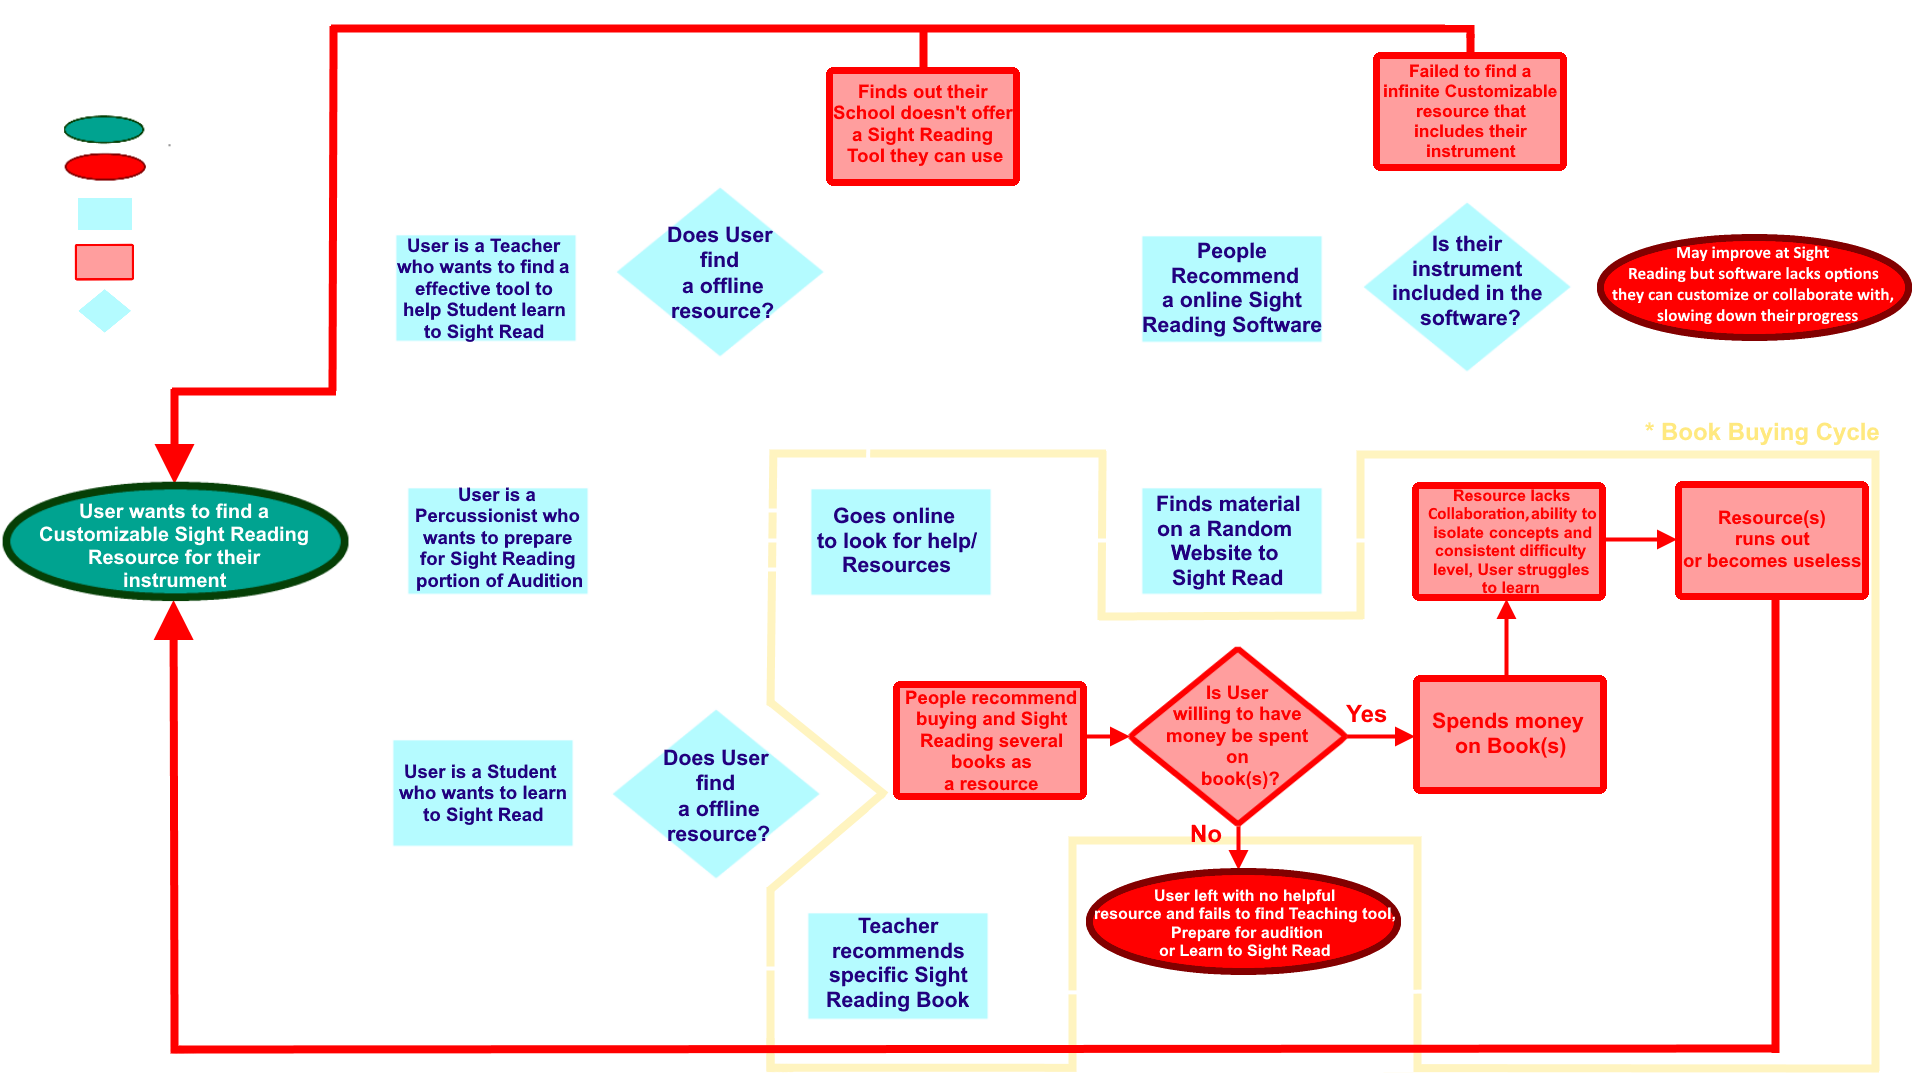 Finds out their
School doesn't offer
a Sight Reading
Tool they can use
Failed to find a
infinite Customizable
resource that
includes their
instrument
User is a Teacher
who wants to find a
effective tool to
help Student learn
to Sight Read
Does User
find
a offline
resource?
People
Recommend
a online Sight
Reading Software
Is their
instrument
included in the
software?
May improve at Sight
Reading but software lacks options
they can customize or collaborate with,
slowing down their progress
* Book Buying Cycle
User wants to find a
Customizable Sight Reading
Resource for their
instrument
User is a
Percussionist who
wants to prepare
for Sight Reading
portion of Audition
Goes online
to look for help/
Resources
Finds material
on a Random
Website to
Sight Read
Resource lacks
Collaboration, ability to
isolate concepts and
consistent difficulty
level, User struggles
to learn
Resource(s)
runs out
or becomes useless
User is a Student
who wants to learn
to Sight Read
Does User
find
a offline
resource?
People recommend
buying and Sight
Reading several
books as
a resource
Is User
willing to have
money be spent
on
book(s)?
Yes
Spends money
on Book(s)
No
User left with no helpful
resource and fails to find Teaching tool,
Prepare for audition
or Learn to Sight Read
Teacher
recommends
specific Sight
Reading Book